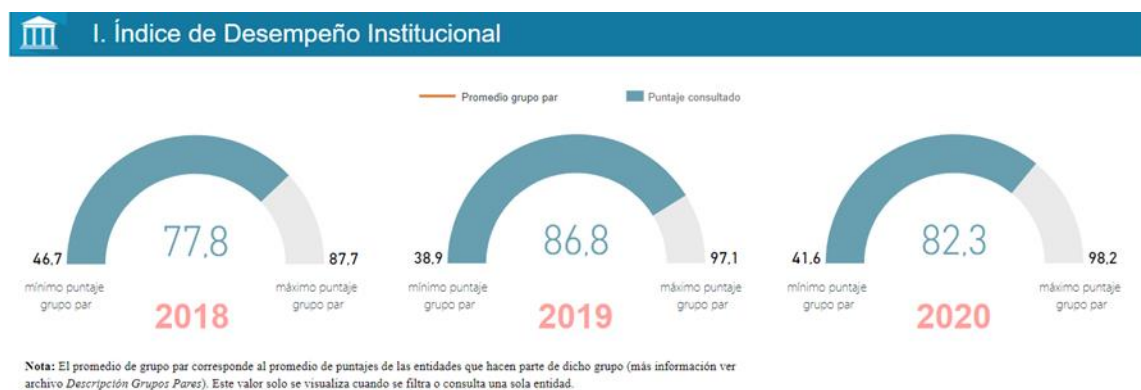 I. Índice de Desempeño Institucional
Promedio grupo par
Puntaje consultado
77,8
46,7
87,7
mínimo puntaje
grupo par
máximo puntaje
grupo par
2018
86,8
38,9
97,1
mínimo puntaje
grupo par
máximo puntaje
grupo par
2019
82,3
41,6
98,2
mínimo puntaje
grupo par
máximo puntaje
grupo par
2020
Nota: El promedio de grupo par corresponde al promedio de puntajes de las entidades que hacen parte de dicho grupo (más información ver
archivo Descripción Grupos Pares). Este valor solo se visualiza cuando se filtra o consulta una sola entidad.